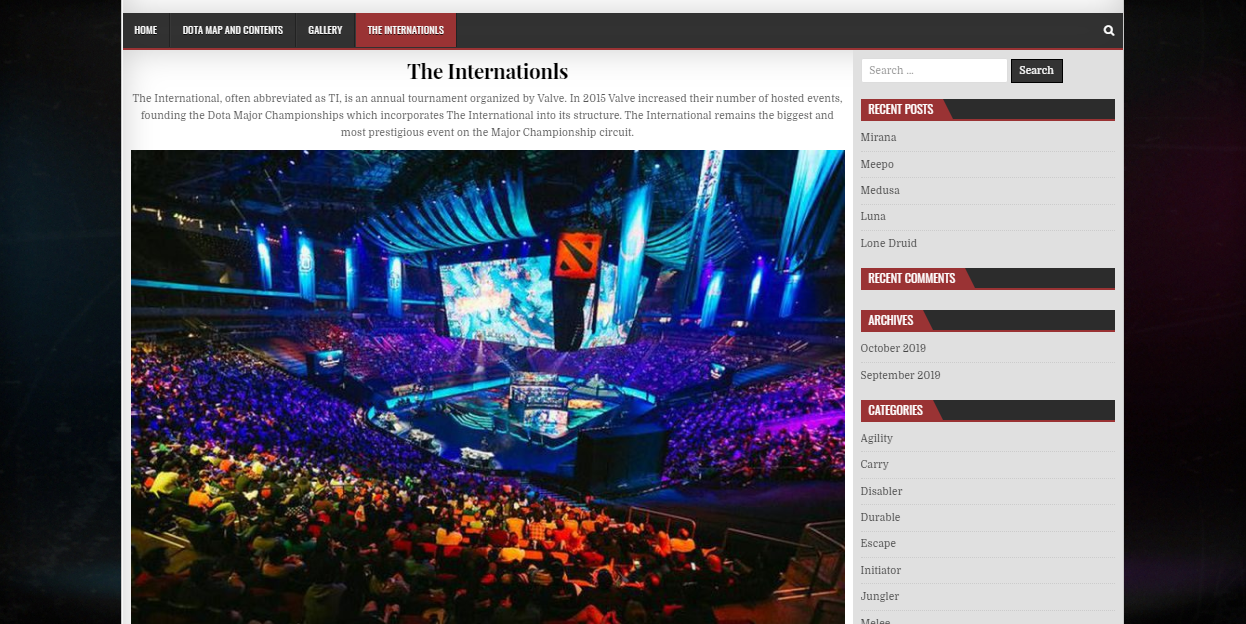 HOME
DOTA MAP AND CONTENTS
GALLERY
THE INTERNATIONLS
The Internationls
The International, often abbreviated as TI, is an annual tournament organized by Valve. In 2015 Valve increased their number of hosted events,
founding the Dota Major Championships which incorporates The International into its structure. The International remains the biggest and
most prestigious event on the Major Championship circuit.
Search ...
Search
RECENT POSTS
Mirana
Meepo
Medusa
Luna
Lone Druid
RECENT COMMENTS
ARCHIVES
October 2019
September 2019
CATEGORIES
Agility
Carry
Disabler
Durable
Escape
Initiator
Jungler
Melee